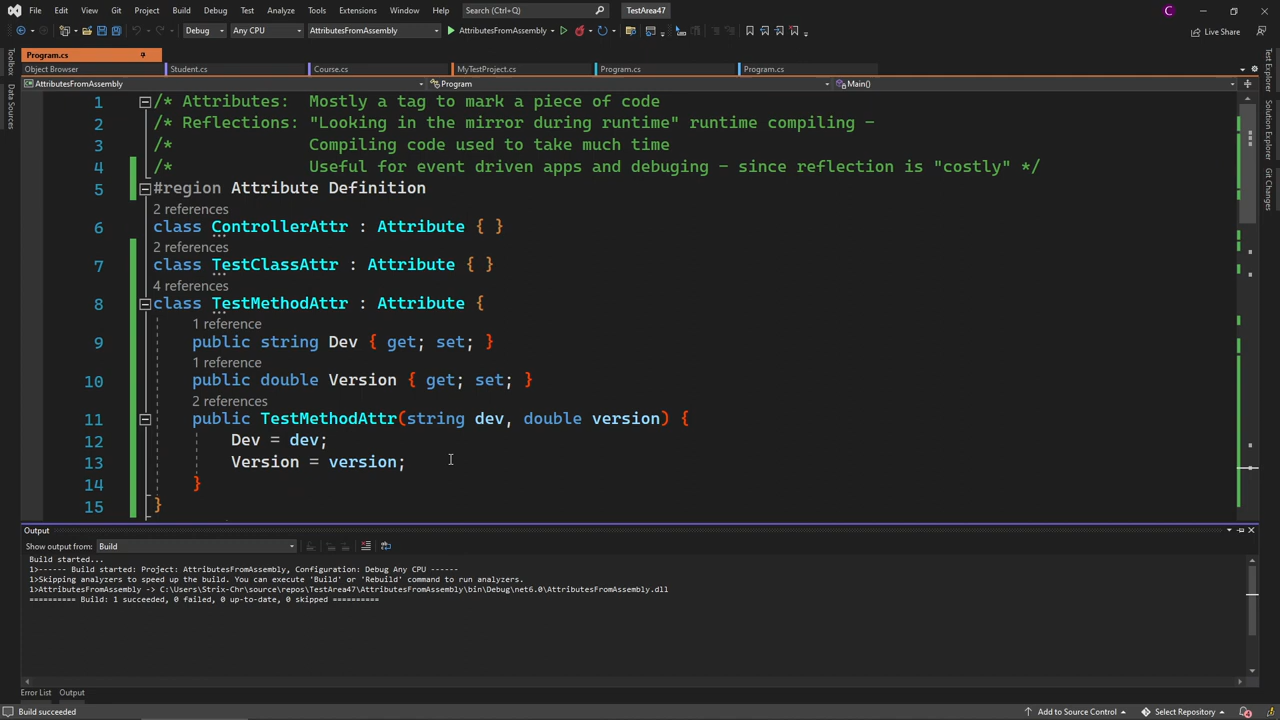 File Edit View Git Project Build Debug Test Analyze Tools Extensions Window Help Search (Ctrl+Q) TestArea47 C
Debug Any CPU AttributesFromAssembly AttributesFromAssembly Live Share
Program.cs
Object Browser Student.cs Course.cs MyTestProject.cs Program.cs Program.cs
AttributesFromAssembly Program Main()
Toolbox
Data Sources
Test Explorer
Solution Explorer
Git Changes
1 /* Attributes: Mostly a tag to mark a piece of code
2 /* Reflections: "Looking in the mirror during runtime" runtime compiling -
3 /* Compiling code used to take much time
4 /* Useful for event driven apps and debuging - since reflection is "costly" */
5 #region Attribute Definition
2 references
6 class ControllerAttr : Attribute { }
2 references
7 class TestClassAttr : Attribute { }
4 references
8 class TestMethodAttr : Attribute {
1 reference
9 public string Dev { get; set; }
1 reference
10 public double Version { get; set; }
2 references
11 public TestMethodAttr(string dev, double version) {
12 Dev = dev;
13 Version = version;
14 }
15 }
Output
Show output from: Build
Build started...
1>------ Build started: Project: AttributesFromAssembly, Configuration: Debug Any CPU ------
1>Skipping analyzers to speed up the build. You can execute 'Build' or 'Rebuild' command to run analyzers.
1>AttributesFromAssembly -> C:\Users\Strix-Chr\source\repos\TestArea47\AttributesFromAssembly\bin\Debug\net6.0\AttributesFromAssembly.dll
========== Build: 1 succeeded, 0 failed, 0 up-to-date, 0 skipped ==========
Error List Output
Build succeeded Add to Source Control Select Repository 4